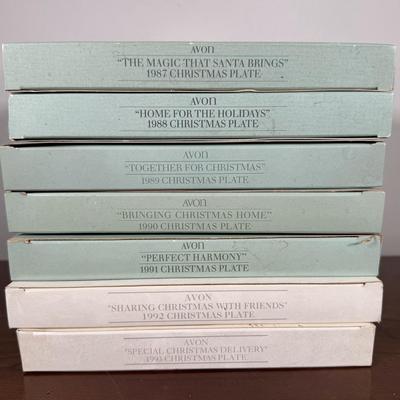 AVON
"THE MAGIC THAT SANTA BRINGS"
1987 CHRISTMAS PLATE
AVON
"HOME FOR THE HOLIDAYS"
1988 CHRISTMAS PLATE
AVON
"TOGETHER FOR CHRISTMAS"
1989 CHRISTMAS PLATE
AVON
"BRINGING CHRISTMAS HOME"
1990 CHRISTMAS PLATE
AVON
"PERFECT HARMONY"
1991 CHRISTMAS PLATE
AVON
"SHARING CHRISTMAS WITH FRIENDS"
1992 CHRISTMAS PLATE
AVON
"SPECIAL CHRISTMAS DELIVERY"
1993 CHRISTMAS PLATE